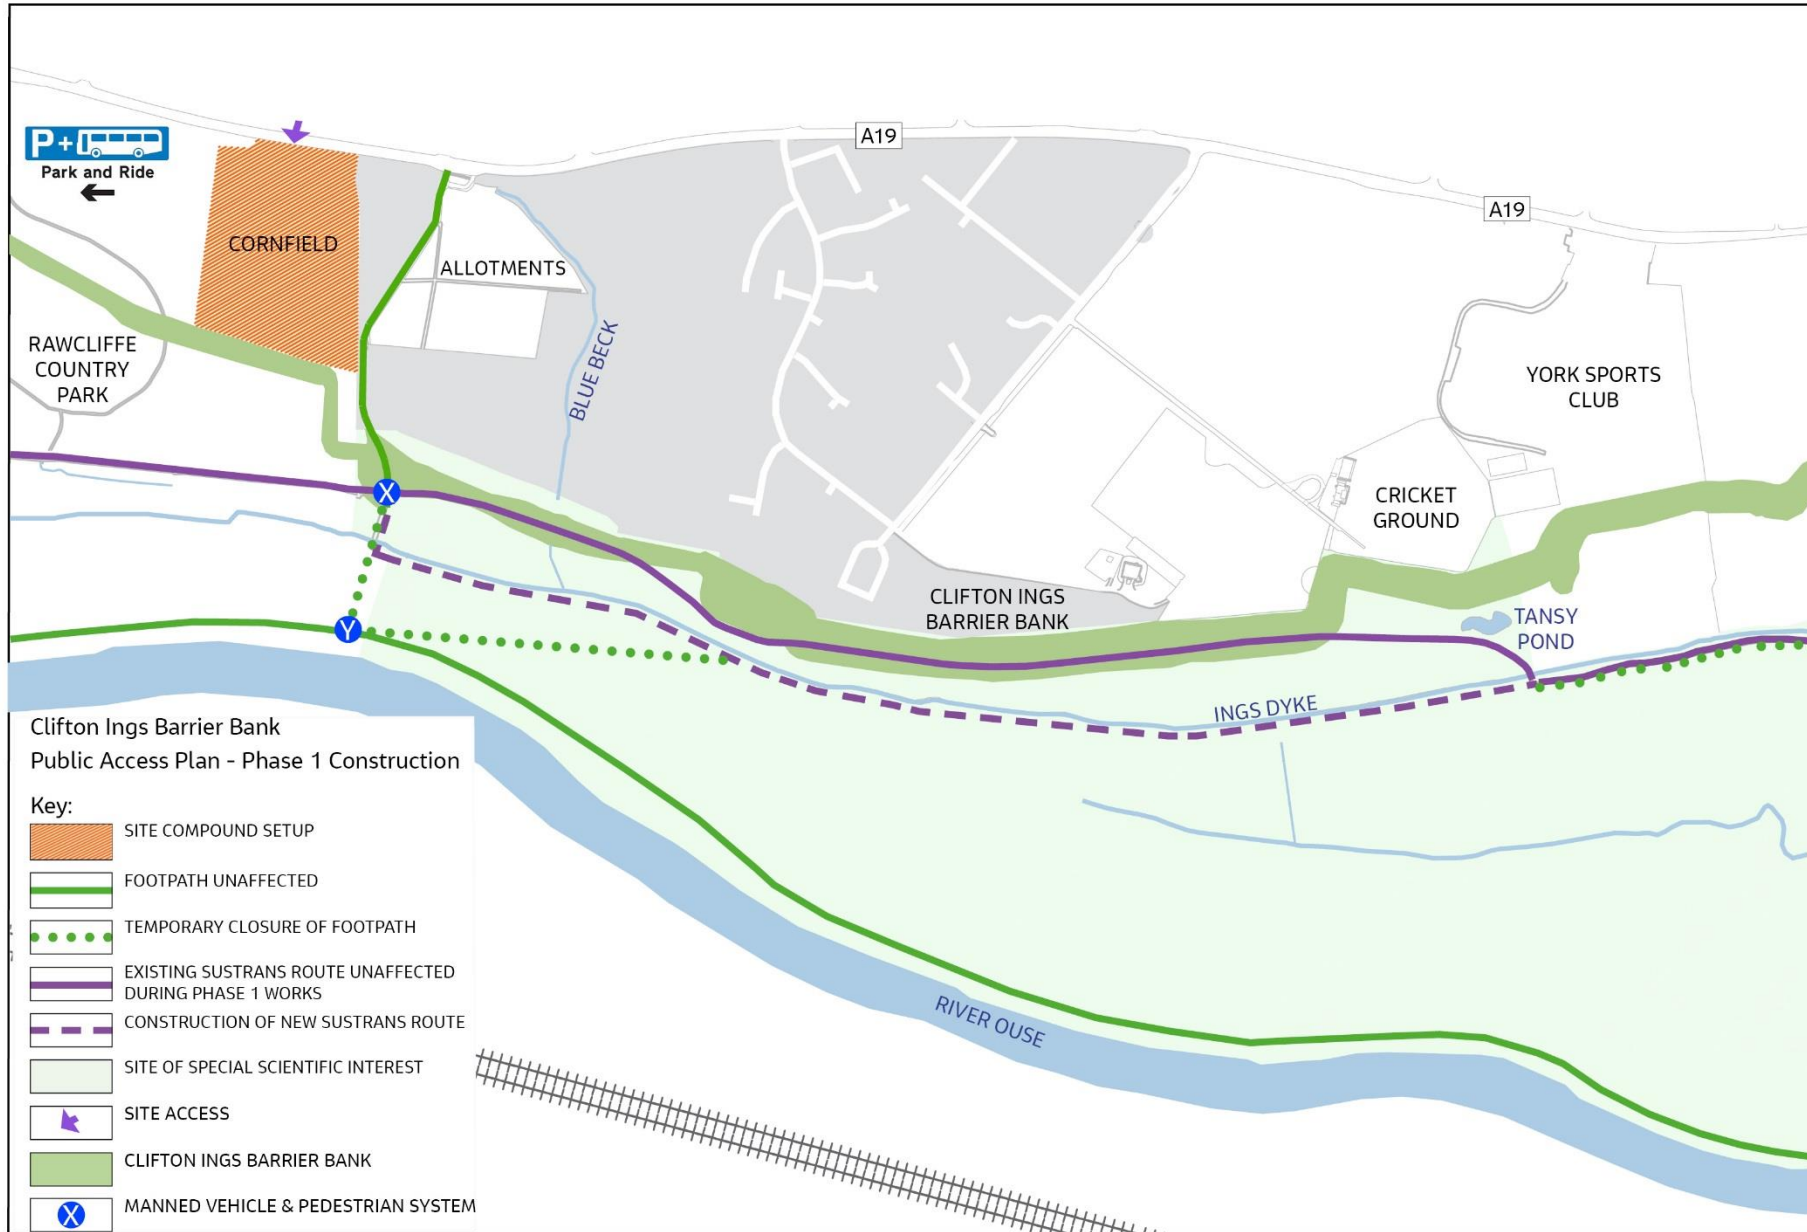 A19
P+
Park and Ride
A19
CORNFIELD
ALLOTMENTS
BLUE BECK
RAWCLIFFE
COUNTRY
PARK
YORK SPORTS
CLUB
CRICKET
GROUND
X
CLIFTON INGS
BARRIER BANK
TANSY
POND
Y
INGS DYKE
RIVER OUSE
Clifton Ings Barrier Bank
Public Access Plan - Phase 1 Construction
Key:
SITE COMPOUND SETUP
FOOTPATH UNAFFECTED
TEMPORARY CLOSURE OF FOOTPATH
EXISTING SUSTRANS ROUTE UNAFFECTED
DURING PHASE 1 WORKS
CONSTRUCTION OF NEW SUSTRANS ROUTE
SITE OF SPECIAL SCIENTIFIC INTEREST
SITE ACCESS
CLIFTON INGS BARRIER BANK
X MANNED VEHICLE & PEDESTRIAN SYSTEM